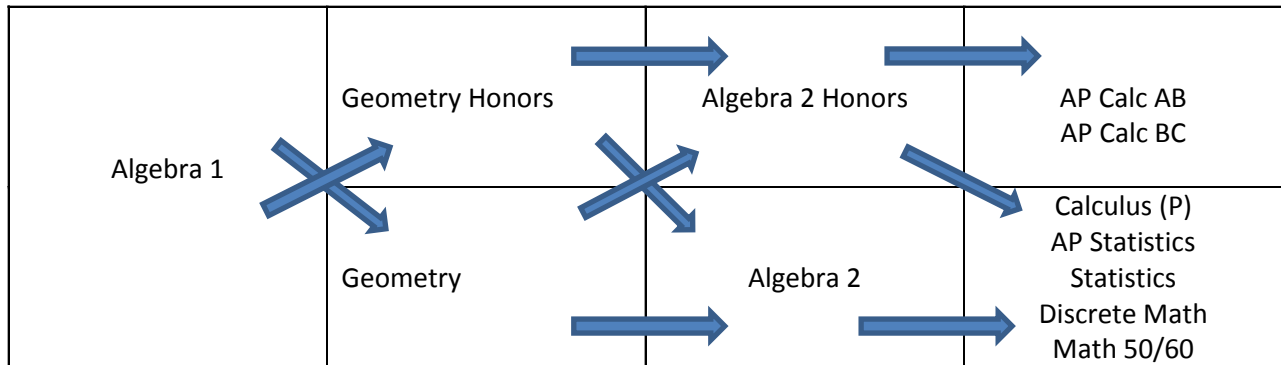 Algebra 1
Geometry Honors
Geometry
Algebra 2 Honors
Algebra 2
AP Calc AB
AP Calc BC
Calculus (P)
AP Statistics
Statistics
Discrete Math
Math 50/60